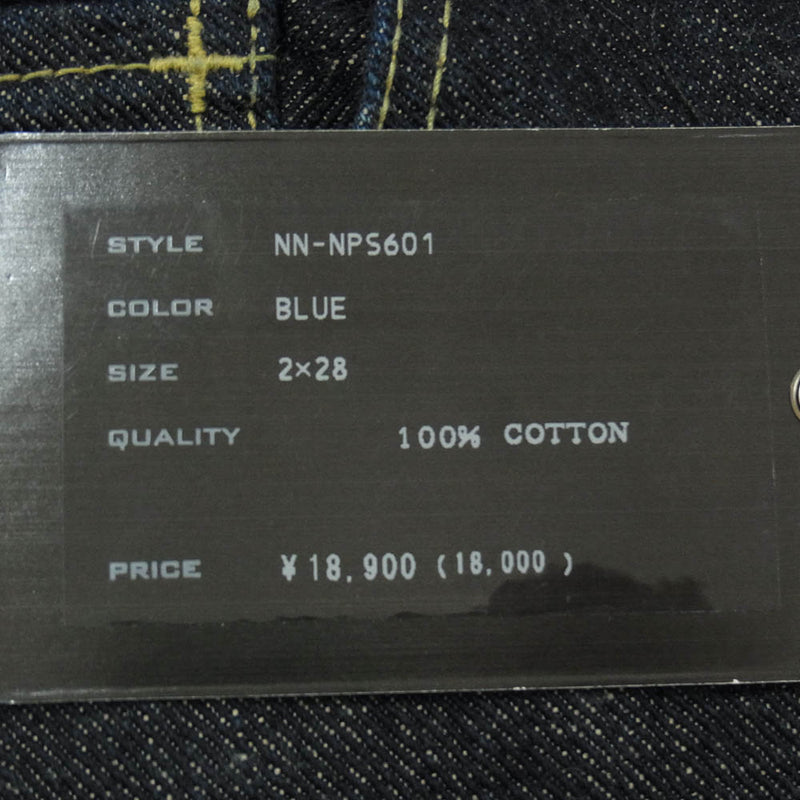 STYLE NN-NPS601
COLOR BLUE
SIZE 2×28
QUALITY 100% COTTON
PRICE ¥18,900 (18,000 )